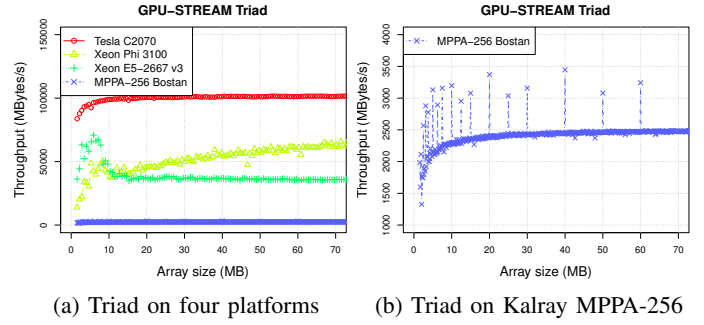 GPU−STREAM Triad
Tesla C2070
Xeon Phi 3100
Xeon E5−2667 v3
MPPA−256 Bostan
Throughput (MBytes/s)
150000
100000
50000
0
0 10 20 30 40 50 60 70
Array size (MB)
(a) Triad on four platforms
GPU−STREAM Triad
MPPA−256 Bostan
Throughput (MBytes/s)
4000
3500
3000
2500
2000
1500
1000
0 10 20 30 40 50 60 70
Array size (MB)
(b) Triad on Kalray MPPA-256